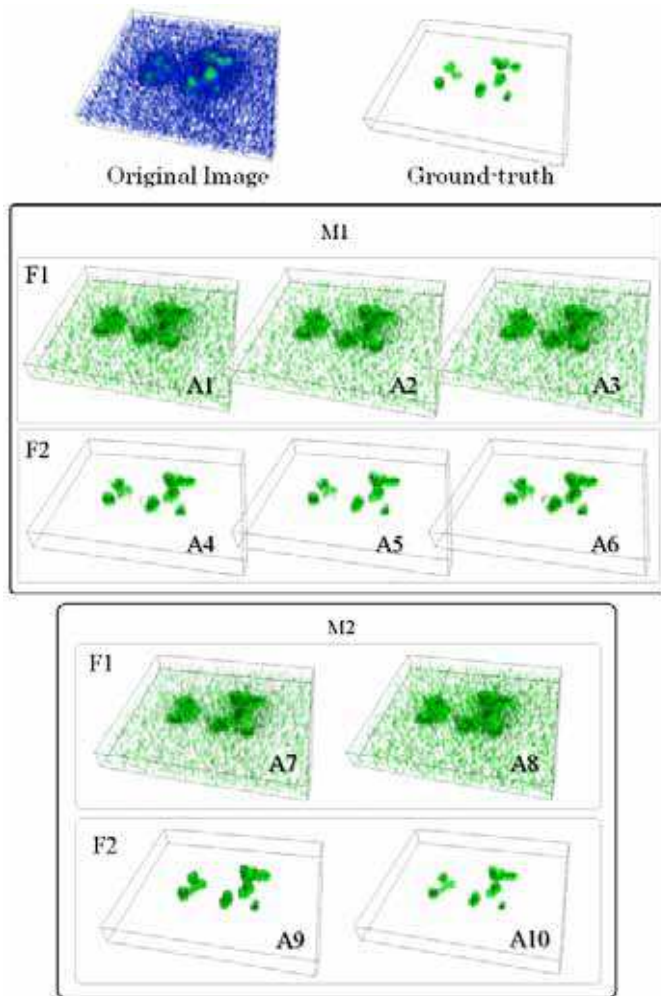 Original Image Ground-truth
M1
F1
A1 A2 A3
F2
A4 A5 A6
M2
F1
A7 A8
F2
A9 A10